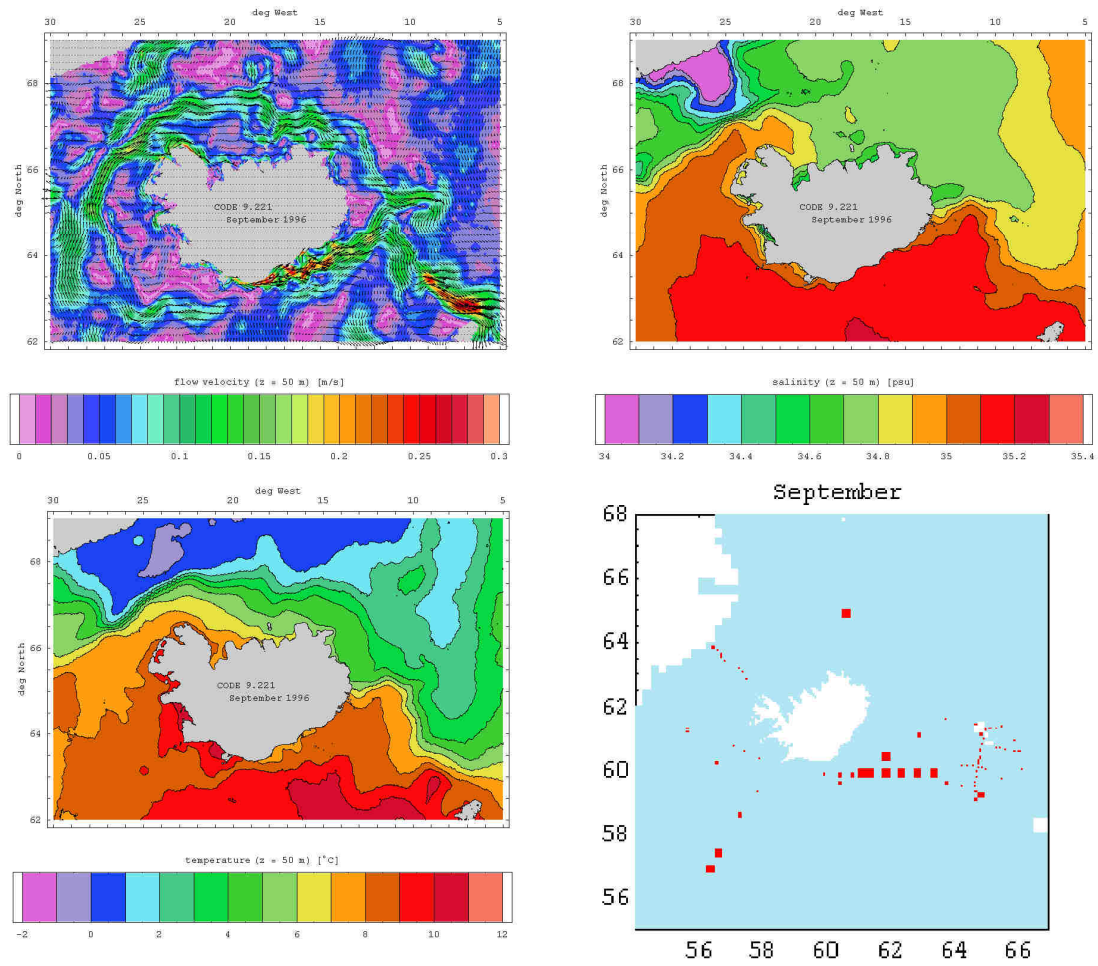 deg West
30 25 20 15 10 5
68
66
64
62
deg North
CODE 9.221
September 1996
flow velocity (z = 50 m) [m/s]
0 0.05 0.1 0.15 0.2 0.25 0.3
deg West
30 25 20 15 10 5
68
66
64
62
deg North
CODE 9.221
September 1996
salinity (z = 50 m) [psu]
34 34.2 34.4 34.6 34.8 35 35.2 35.4
deg West
30 25 20 15 10 5
68
66
64
62
deg North
CODE 9.221
September 1996
temperature (z = 50 m) [°C]
-2 0 2 4 6 8 10 12
September
68
66
64
62
60
58
56
56 58 60 62 64 66